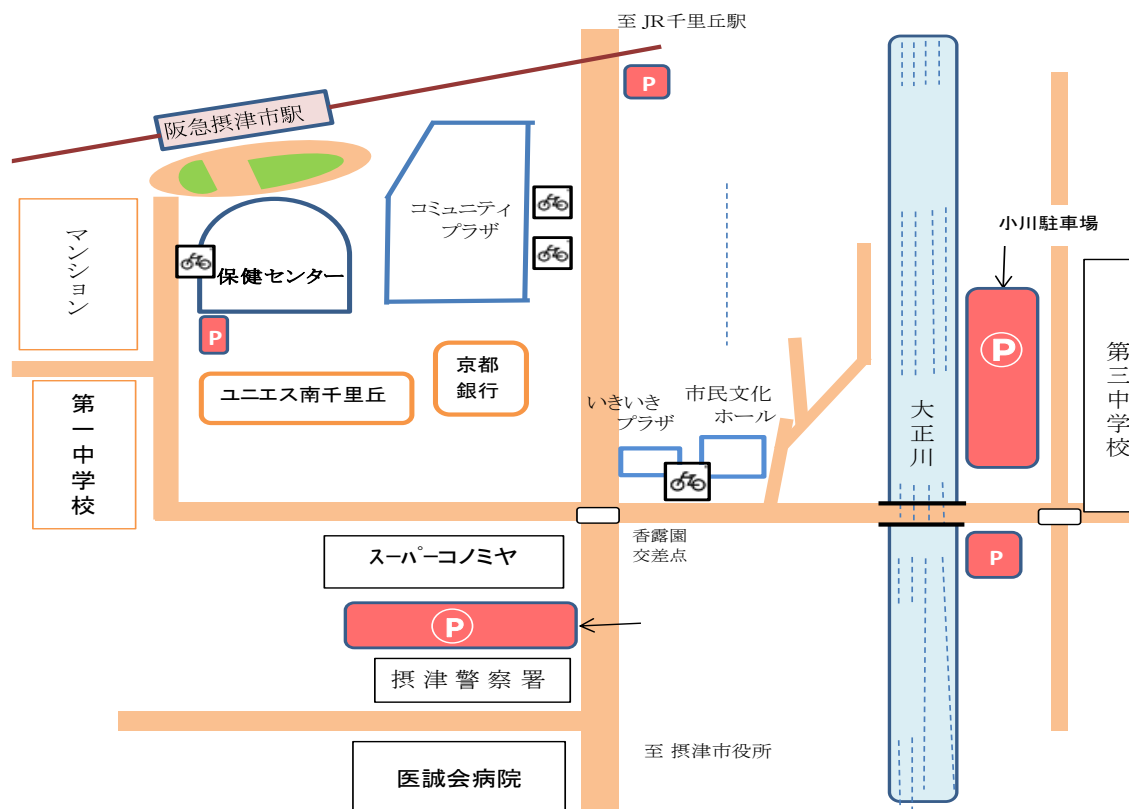 至 JR千里丘駅
P
阪急摂津市駅
コミュニティ
プラザ
小川駐車場
マンション
保健センター
P
P
第三中学校
京都
銀行
ユニエス南千里丘
第一中学校
いきいき
プラザ
市民文化
ホール
大正川
香露園
交差点
スーパーコノミヤ
P
P
摂津警察署
至 摂津市役所
医誠会病院